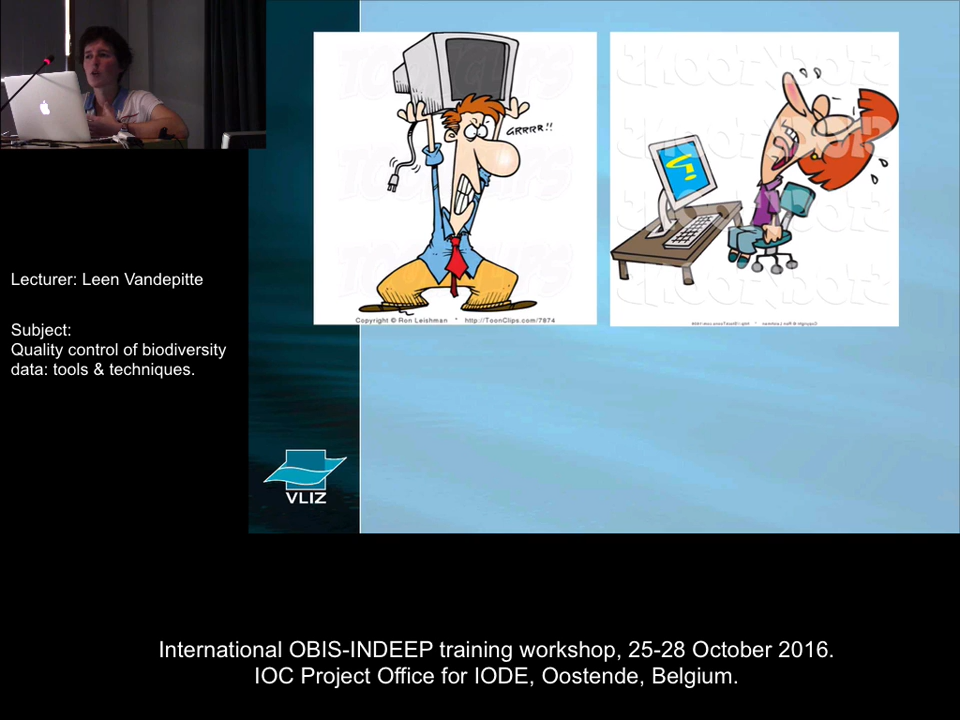 GRRRR!!
Copyright © Ron Leishman * http://ToonClips.com/7874
Lecturer: Leen Vandepitte
Subject:
Quality control of biodiversity
data: tools & techniques.
VLIZ
International OBIS-INDEEP training workshop, 25-28 October 2016.
IOC Project Office for IODE, Oostende, Belgium.